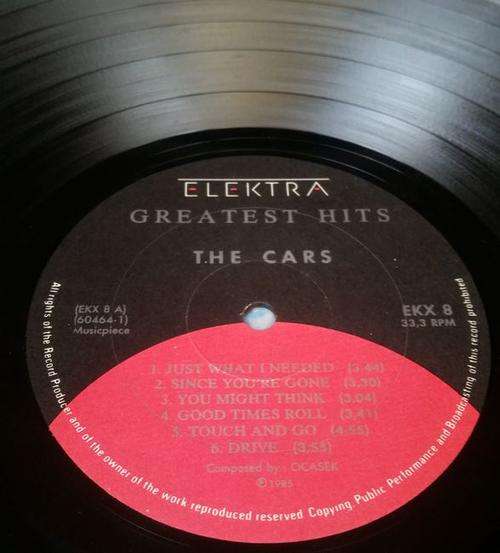 ELEKTRA
GREATEST HITS
THE CARS
(EKX 8 A)
(60464-1)
Musicpiece
EKX 8
33,3 RPM
1. JUST WHAT I NEEDED (3,44)
2. SINCE YOU'RE GONE (3,30)
3. YOU MIGHT THINK (3,04)
4. GOOD TIMES ROLL (3,41)
5. TOUCH AND GO (4,55)
6. DRIVE (3,55)
Composed by : OCASEK
℗ 1985
All rights of the Record Producer and of the owner of the work reproduced reserved Copying, Public Performance and Broadcasting of this record prohibited